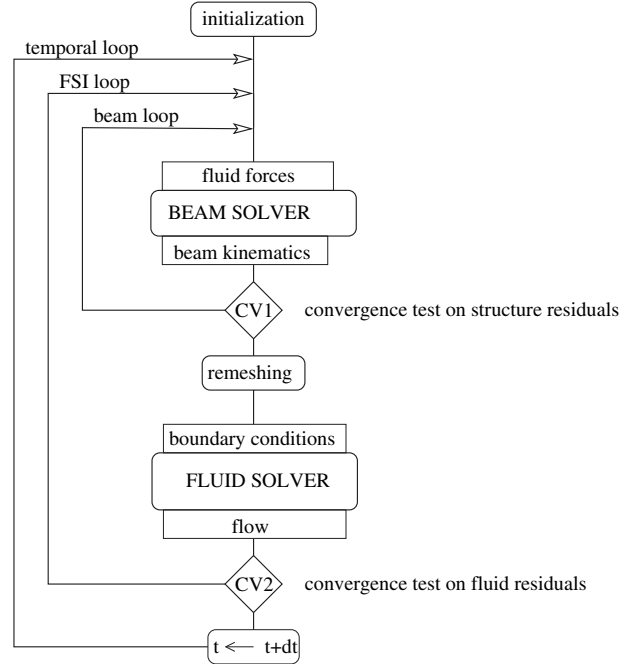 initialization
temporal loop
FSI loop
beam loop
fluid forces
BEAM SOLVER
beam kinematics
CV1 convergence test on structure residuals
remeshing
boundary conditions
FLUID SOLVER
flow
CV2 convergence test on fluid residuals
t ← t+dt